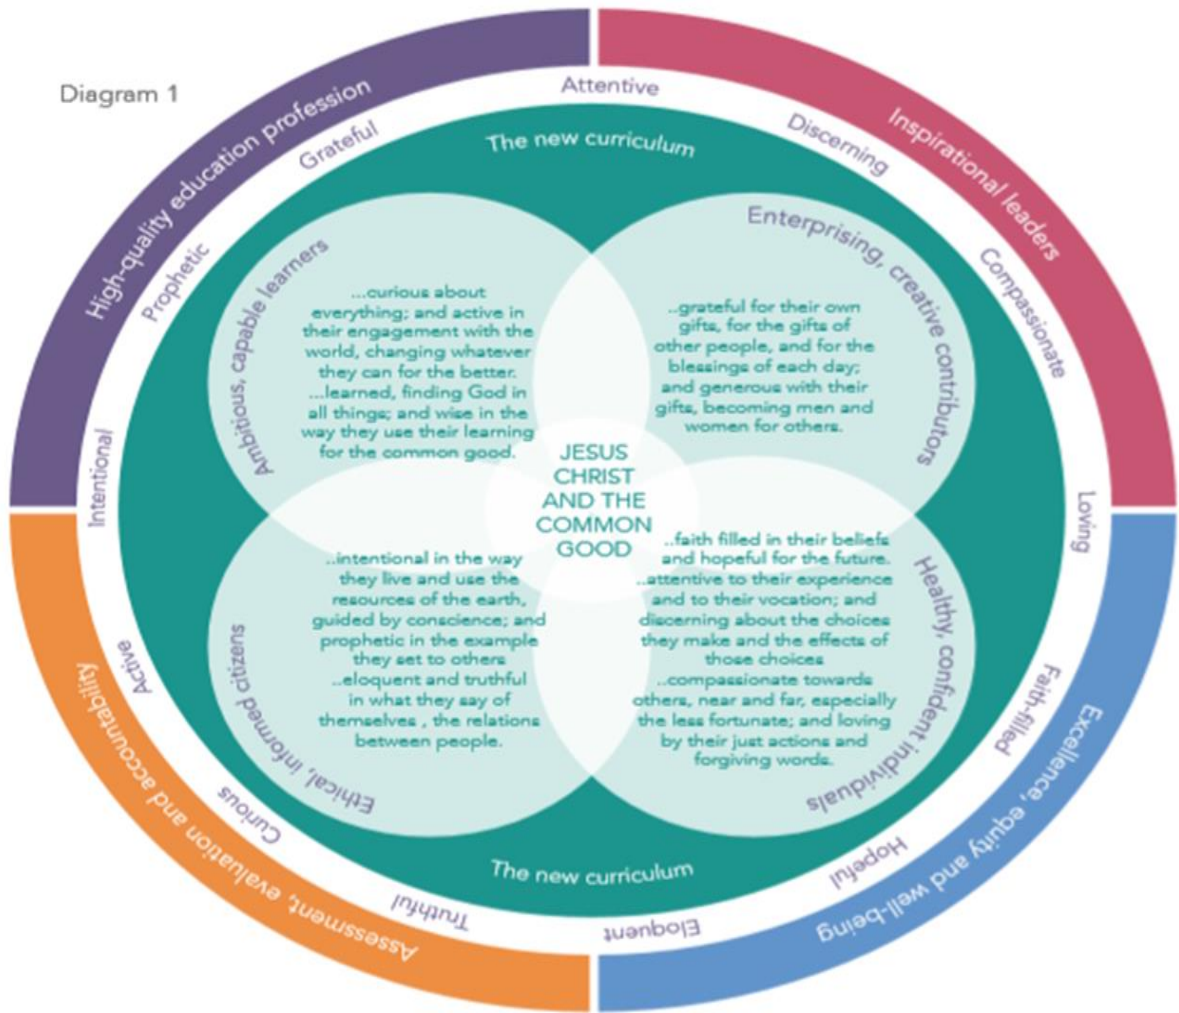 Diagram 1
High-quality education profession
Inspirational leaders
Excellence, equity and well-being
Assessment, evaluation and accountability
Attentive
Discerning
Compassionate
Loving
Faith-filled
Hopeful
Eloquent
Truthful
Curious
Active
Intentional
Prophetic
Grateful
The new curriculum
Ambitious, capable learners
...curious about
everything; and active in
their engagement with the
world, changing whatever
they can for the better.
...learned, finding God in
all things; and wise in the
way they use their learning
for the common good.
Enterprising, creative contributors
..grateful for their own
gifts, for the gifts of
other people, and for the
blessings of each day;
and generous with their
gifts, becoming men and
women for others.
JESUS
CHRIST
AND THE
COMMON
GOOD
Ethical, informed citizens
..intentional in the way
they live and use the
resources of the earth,
guided by conscience; and
prophetic in the example
they set to others
..eloquent and truthful
in what they say of
themselves , the relations
between people.
Healthy, confident individuals
..faith filled in their beliefs
and hopeful for the future.
..attentive to their experience
and to their vocation; and
discerning about the choices
they make and the effects of
those choices
..compassionate towards
others, near and far, especially
the less fortunate; and loving
by their just actions and
forgiving words.
The new curriculum